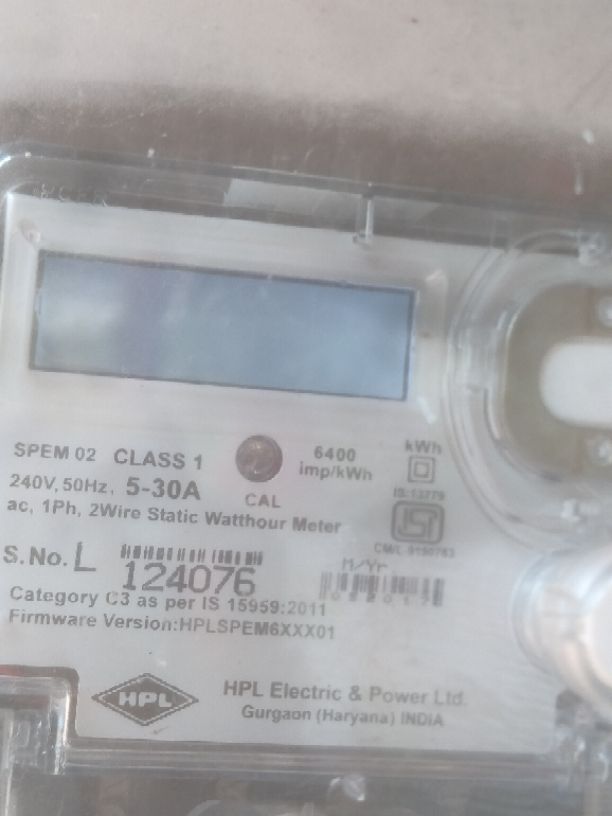 SPEM 02 CLASS 1
6400
imp/kWh
kWh
240V, 50Hz, 5-30A
CAL
ac, 1Ph, 2Wire Static Watthour Meter
IS:13779
ISI
S.No. L
124076
M/Yr
Category C3 as per IS 15959:2011
Firmware Version:HPLSPEM6XXX01
HPL
HPL Electric & Power Ltd.
Gurgaon (Haryana) INDIA